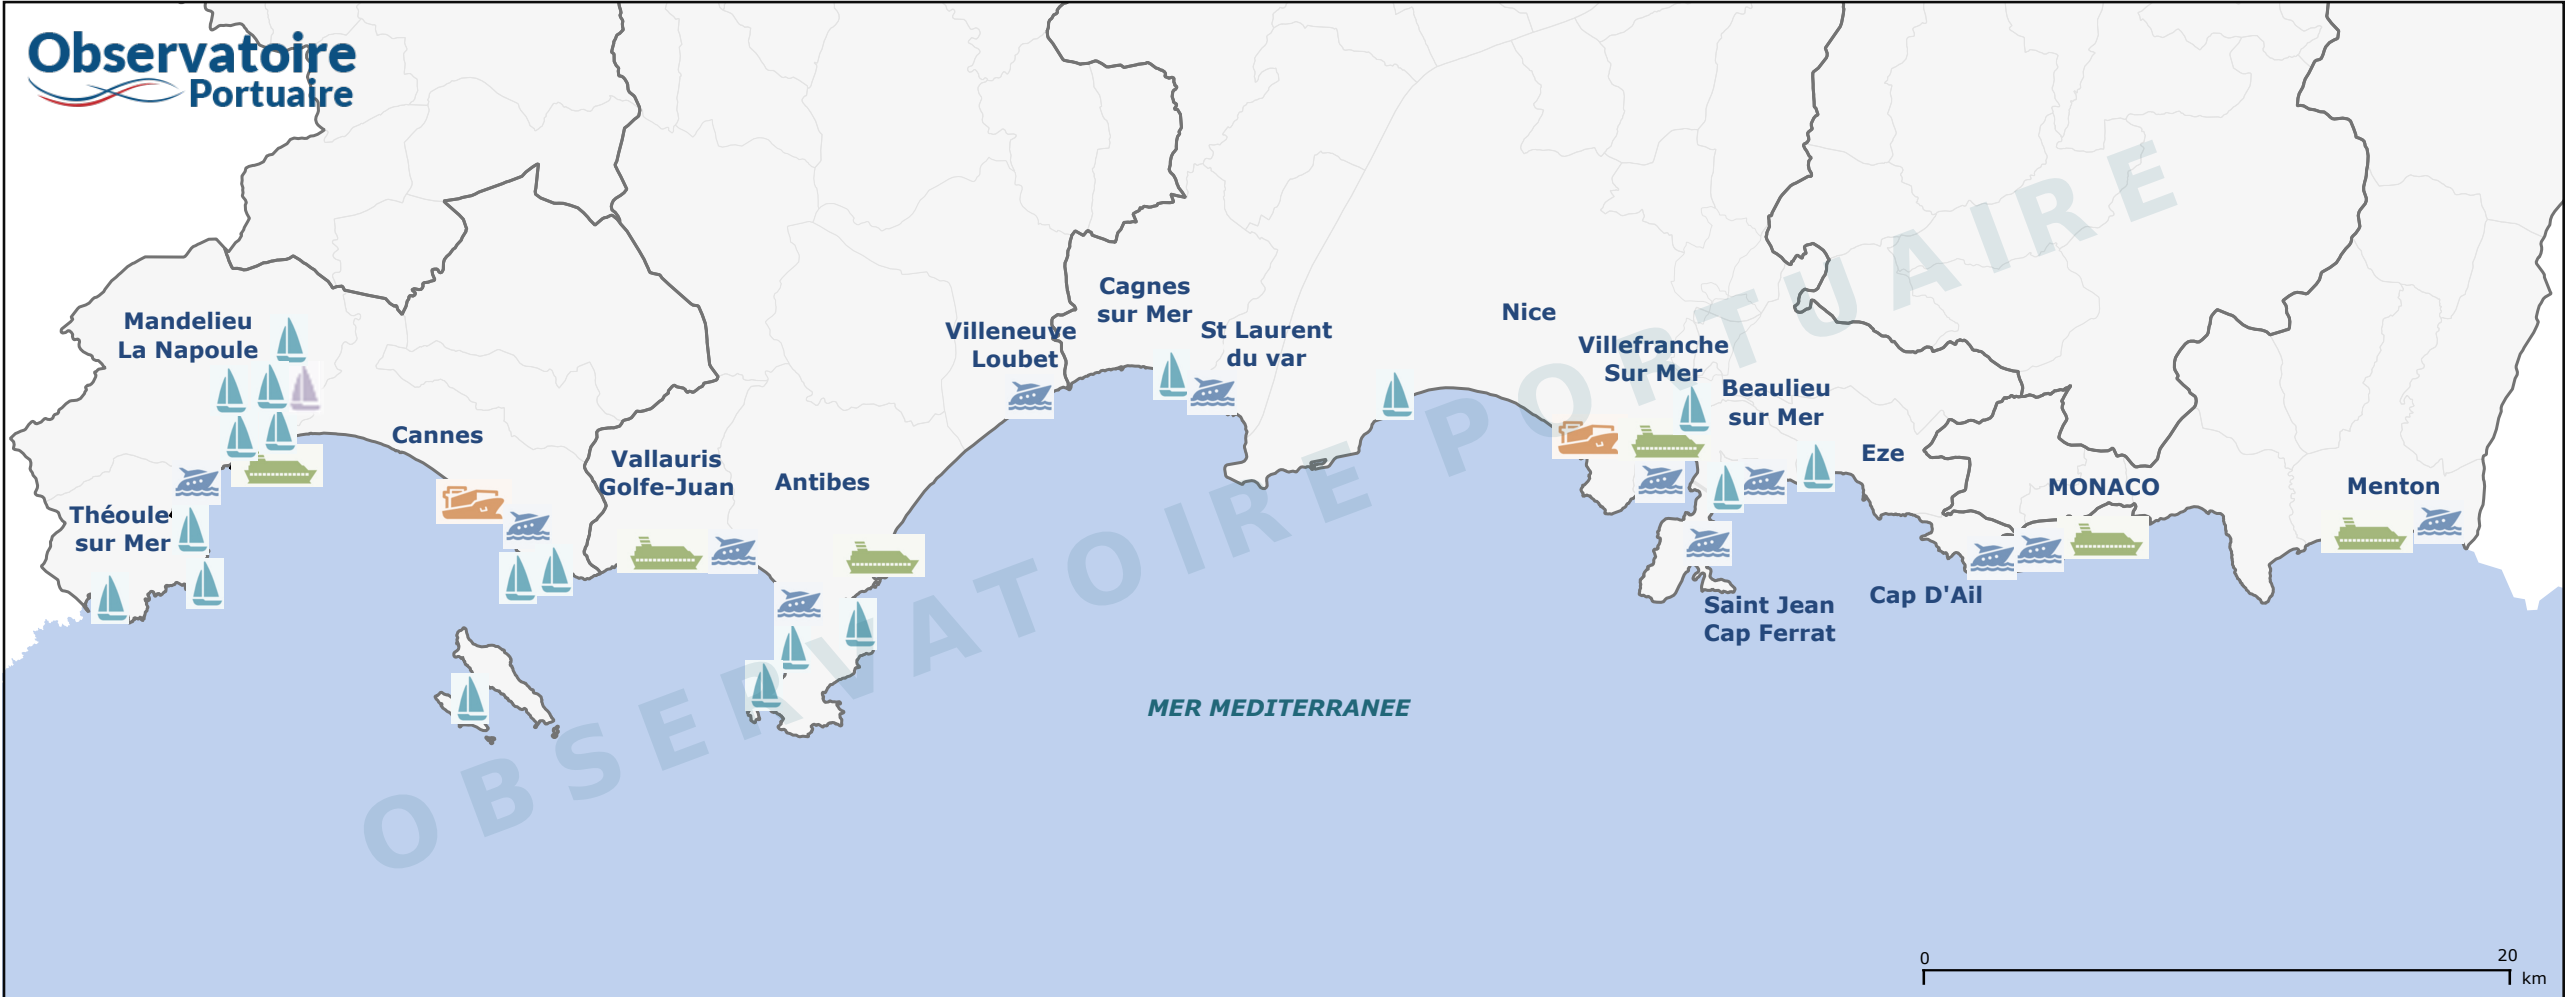 Observatoire
Portuaire
Mandelieu
La Napoule
Théoule
sur Mer
Cannes
Vallauris
Golfe-Juan
Antibes
Villeneuve
Loubet
Cagnes
sur Mer
St Laurent
du var
Nice
Villefranche
Sur Mer
Beaulieu
sur Mer
Eze
Saint Jean
Cap Ferrat
Cap D'Ail
MONACO
Menton
MER MEDITERRANEE
OBSERVATOIRE PORTUAIRE
0
20
km